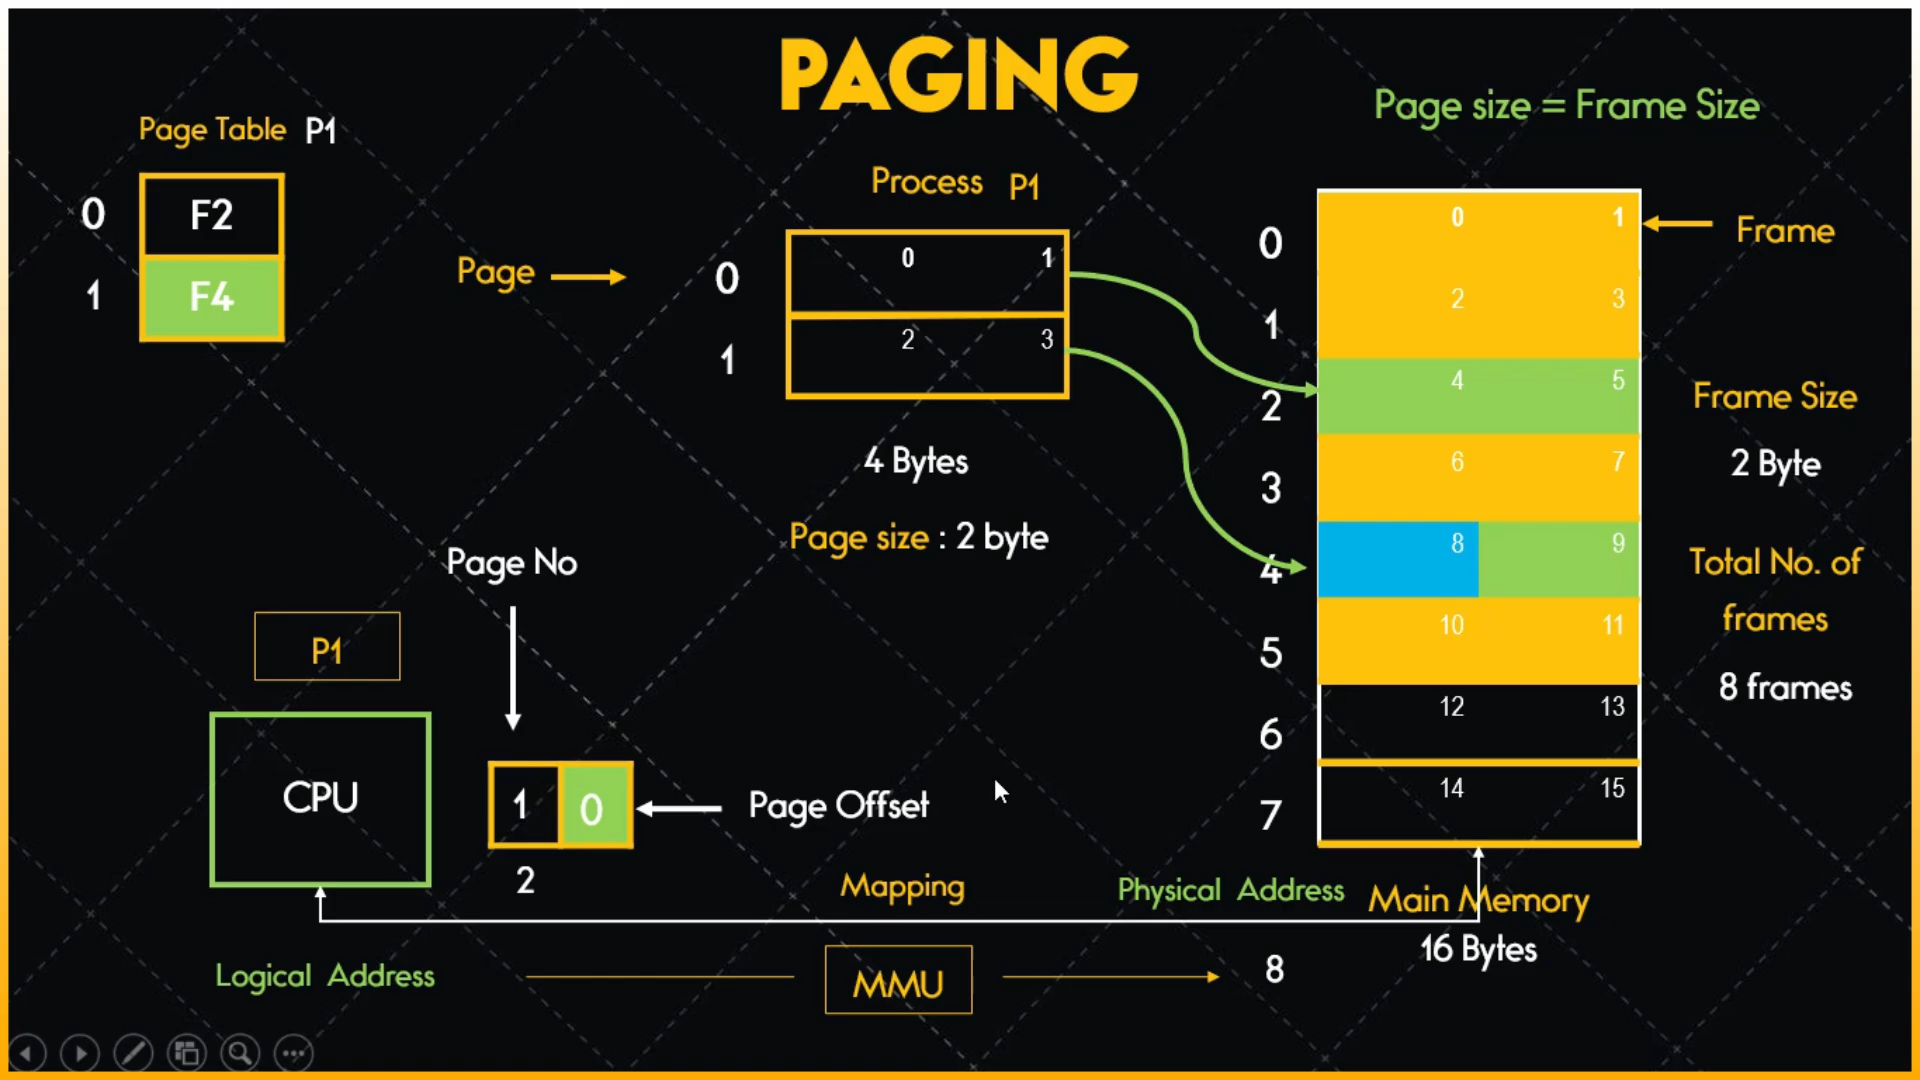 PAGING
Page size = Frame Size
Page Table P1
0 F2
1 F4
Process P1
Page
0
0 1
1
2 3
4 Bytes
Page size : 2 byte
0
0 1
Frame
1
2 3
2
4 5
Frame Size
2 Byte
3
6 7
4
8 9
Total No. of
frames
8 frames
5
10 11
6
12 13
7
14 15
Main Memory
16 Bytes
Page No
P1
CPU
1 0
Page Offset
2
Mapping
Physical Address
Logical Address
MMU
8